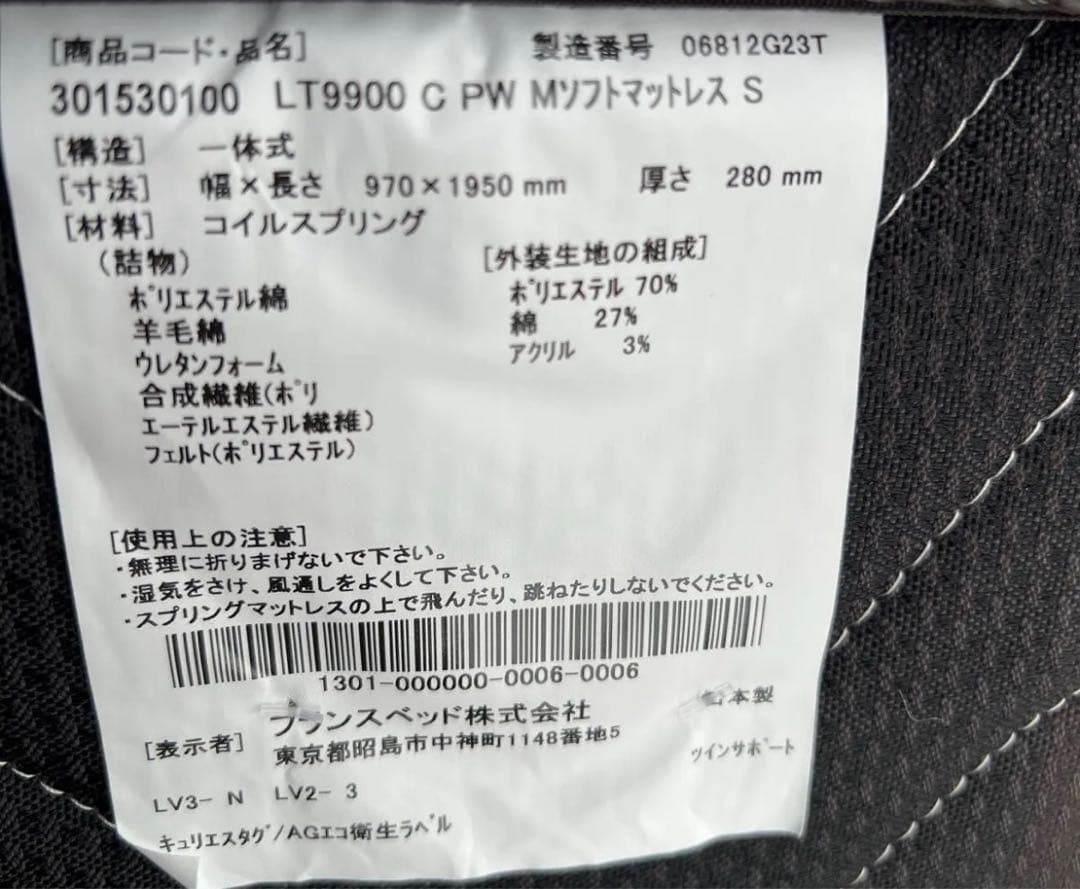 [商品コード・品名] 製造番号 06812G23T
301530100 LT9900 C PW Mソフトマットレス S
[構造] 一体式
[寸法] 幅×長さ 970×1950 mm 厚さ 280 mm
[材料] コイルスプリング
(詰物)
ポリエステル綿
羊毛綿
ウレタンフォーム
合成繊維(ポリ
エーテルエステル繊維)
フェルト(ポリエステル)
[外装生地の組成]
ポリエステル 70%
綿 27%
アクリル 3%
[使用上の注意]
・無理に折りまげないで下さい。
・湿気をさけ、風通しをよくして下さい。
・スプリングマットレスの上で飛んだり、跳ねたりしないでください。
1301-000000-0006-0006
[表示者] フランスベッド株式会社
東京都昭島市中神町1148番地5
日本製
ツインサポート
LV3- N LV2- 3
キュリエスタグ/AGエコ衛生ラベル